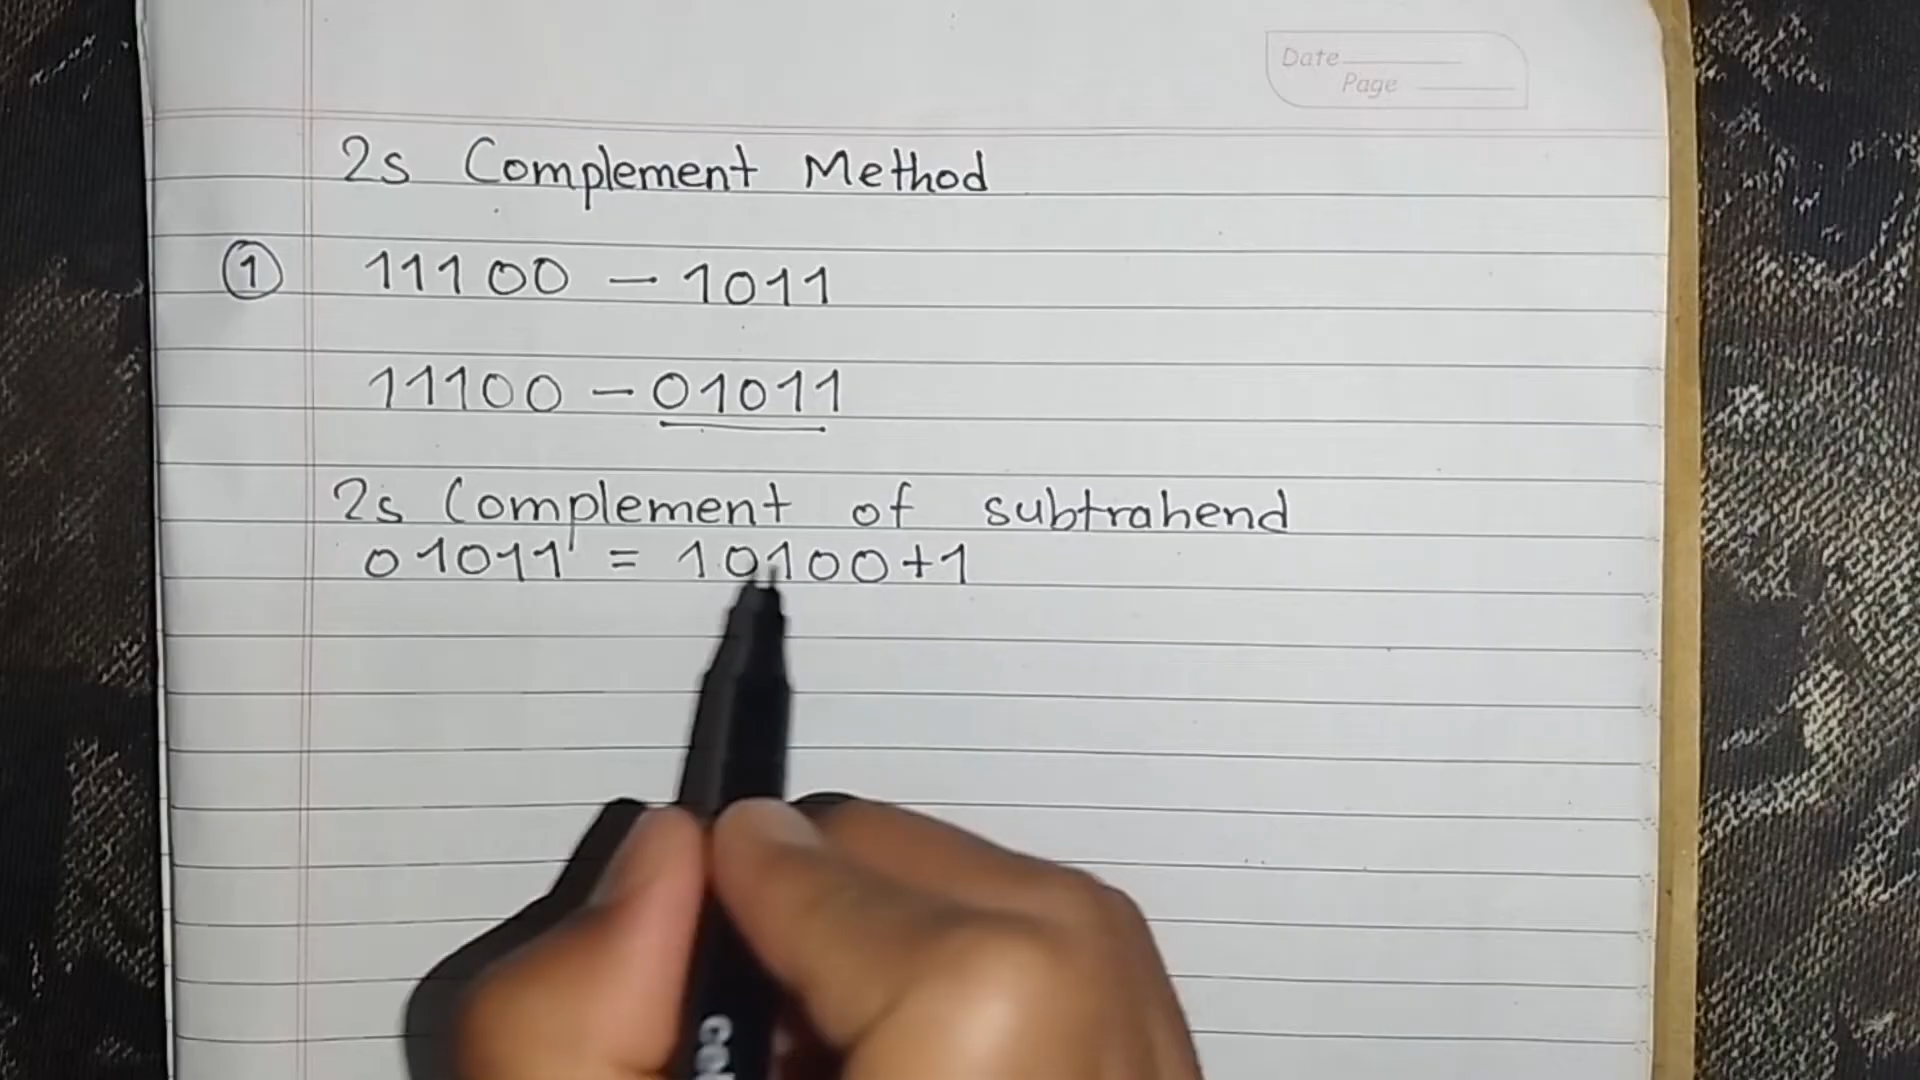 Date
Page
2s Complement Method
① 11100 - 1011
11100 - 01011
2s Complement of subtrahend
01011 = 10100+1